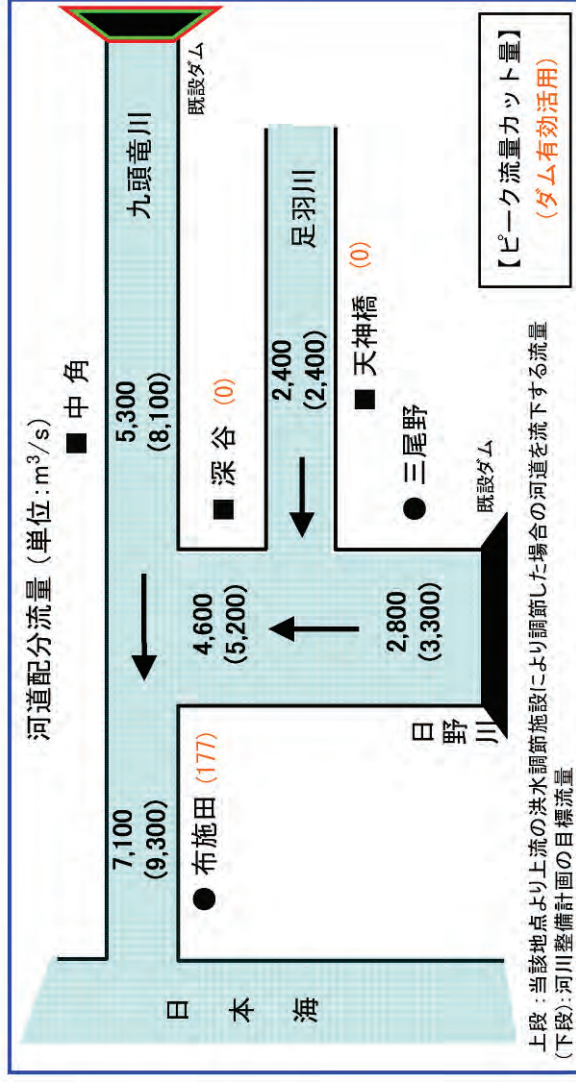 河道配分流量 (単位:m³/s)
■ 中 角
7,100
(9,300)
5,300
(8,100)
九頭竜川
既設ダム
● 布施田 (177)
4,600
(5,200)
■ 深 谷 (0)
2,400
(2,400)
足羽川
■ 天神橋 (0)
2,800
(3,300)
● 三尾野
日野川
既設ダム
日本海
【ピーク流量カット量】
(ダム有効活用)
上段:当該地点より上流の洪水調節施設により調節した場合の河道を流下する流量
(下段):河川整備計画の目標流量